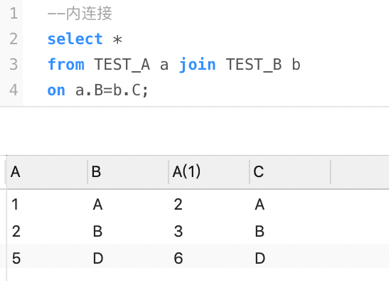 1 --内连接
2 select *
3 from TEST_A a join TEST_B b
4 on a.B=b.C;
A B A(1) C
1 A 2 A
2 B 3 B
5 D 6 D